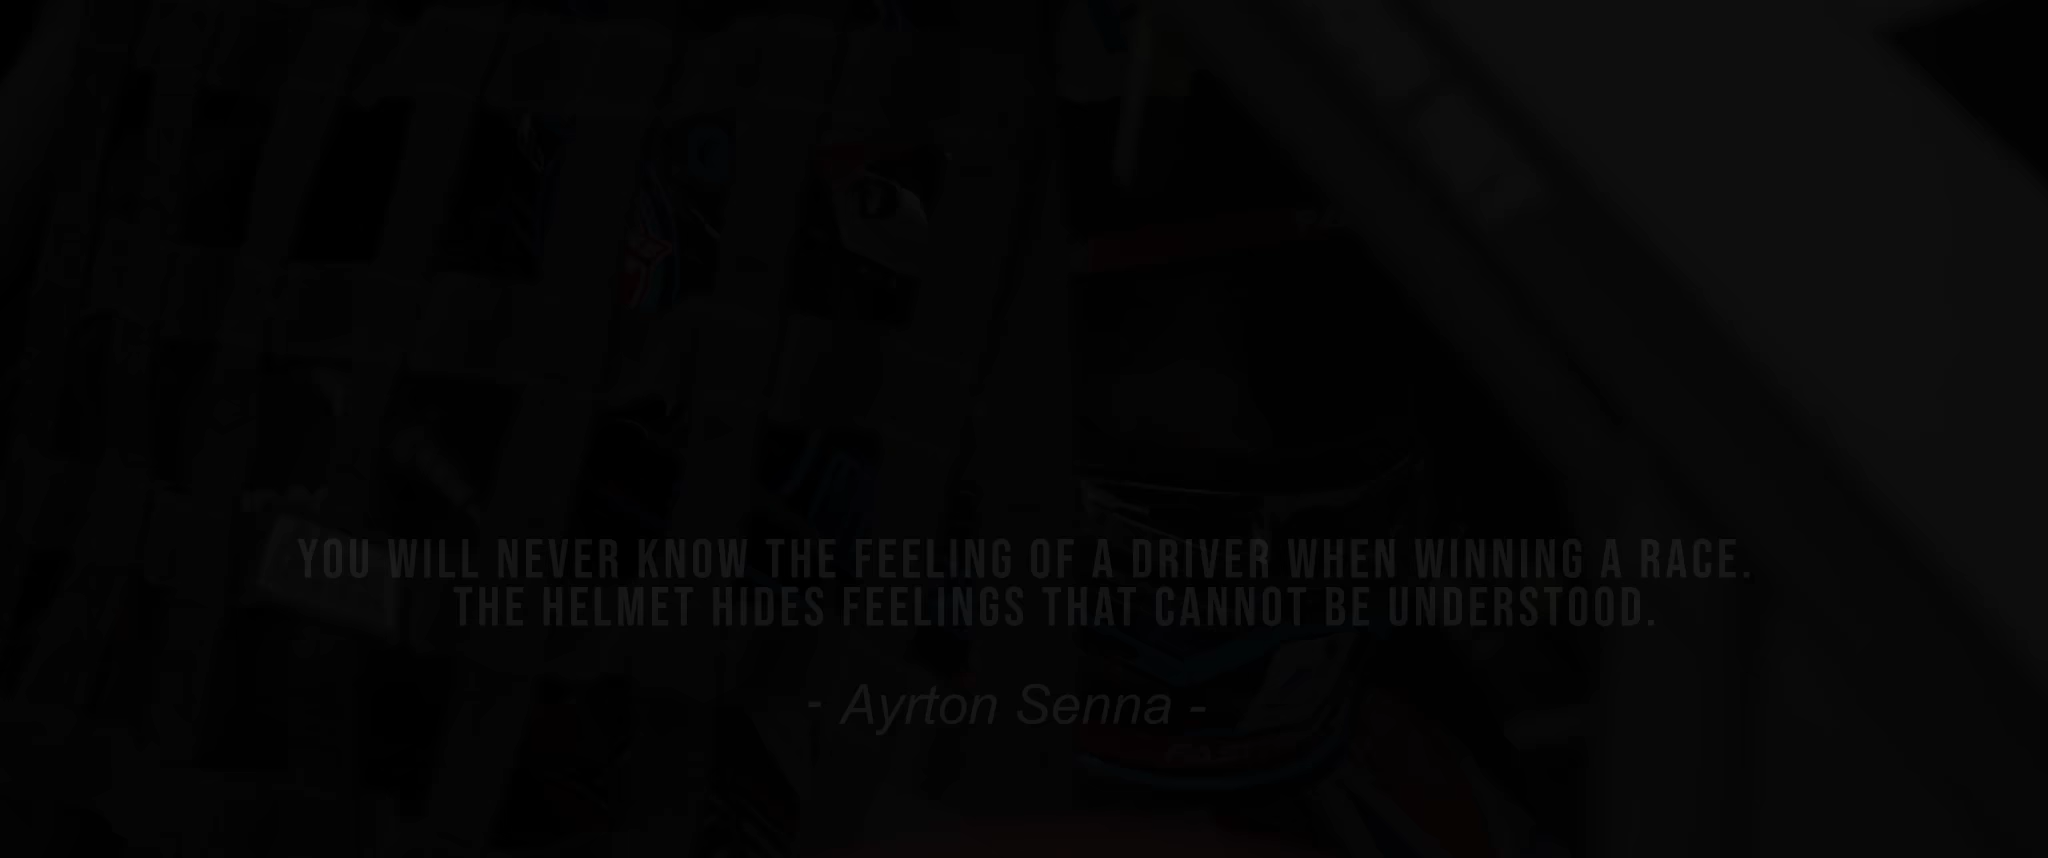 YOU WILL NEVER KNOW THE FEELING OF A DRIVER WHEN WINNING A RACE.
THE HELMET HIDES FEELINGS THAT CANNOT BE UNDERSTOOD.
- Ayrton Senna -